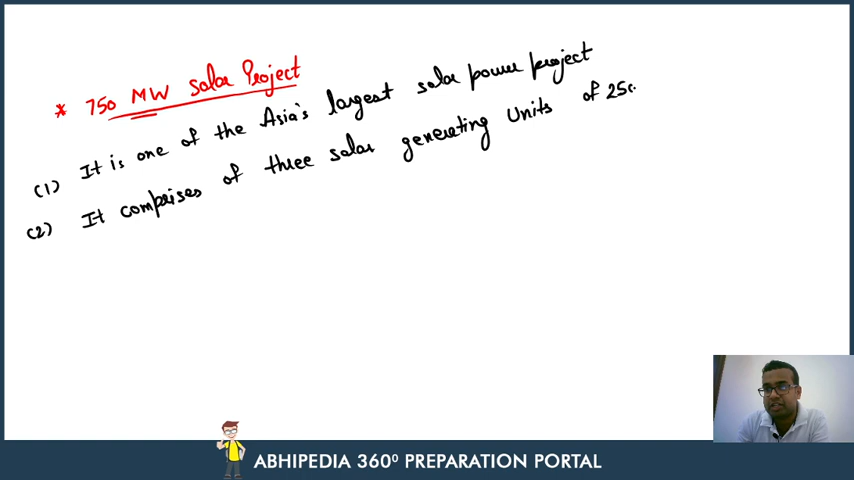 * 750 MW Solar Project
(1) It is one of the Asia's largest solar power project
(2) It comprises of three solar generating Units of 250
ABHIPEDIA 360⁰ PREPARATION PORTAL